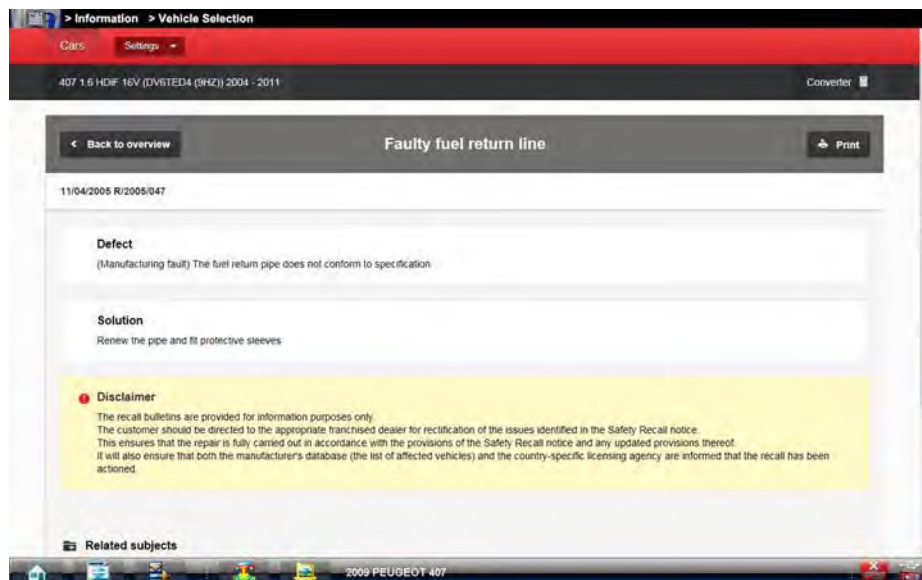 > Information > Vehicle Selection
Cars Settings
407 1.6 HDiF 16V (DV6TED4 (9HZ)) 2004 - 2011 Converter
< Back to overview Faulty fuel return line Print
11/04/2005 R/2005/047
Defect
(Manufacturing fault) The fuel return pipe does not conform to specification
Solution
Renew the pipe and fit protective sleeves
Disclaimer
The recall bulletins are provided for information purposes only.
The customer should be directed to the appropriate franchised dealer for rectification of the issues identified in the Safety Recall notice.
This ensures that the repair is fully carried out in accordance with the provisions of the Safety Recall notice and any updated provisions thereof.
It will also ensure that both the manufacturer's database (the list of affected vehicles) and the country-specific licensing agency are informed that the recall has been
actioned.
Related subjects
2009 PEUGEOT 407